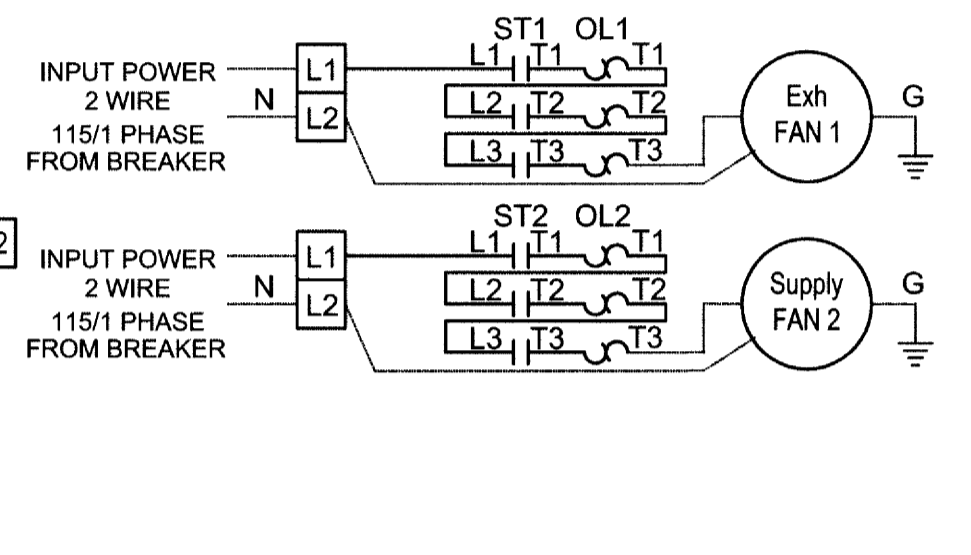 ST1 OL1
INPUT POWER
2 WIRE
115/1 PHASE
FROM BREAKER
N
L1
L2
L1 T1 T1
L2 T2 T2
L3 T3 T3
Exh
FAN 1
G
2
ST2 OL2
INPUT POWER
2 WIRE
115/1 PHASE
FROM BREAKER
N
L1
L2
L1 T1 T1
L2 T2 T2
L3 T3 T3
Supply
FAN 2
G